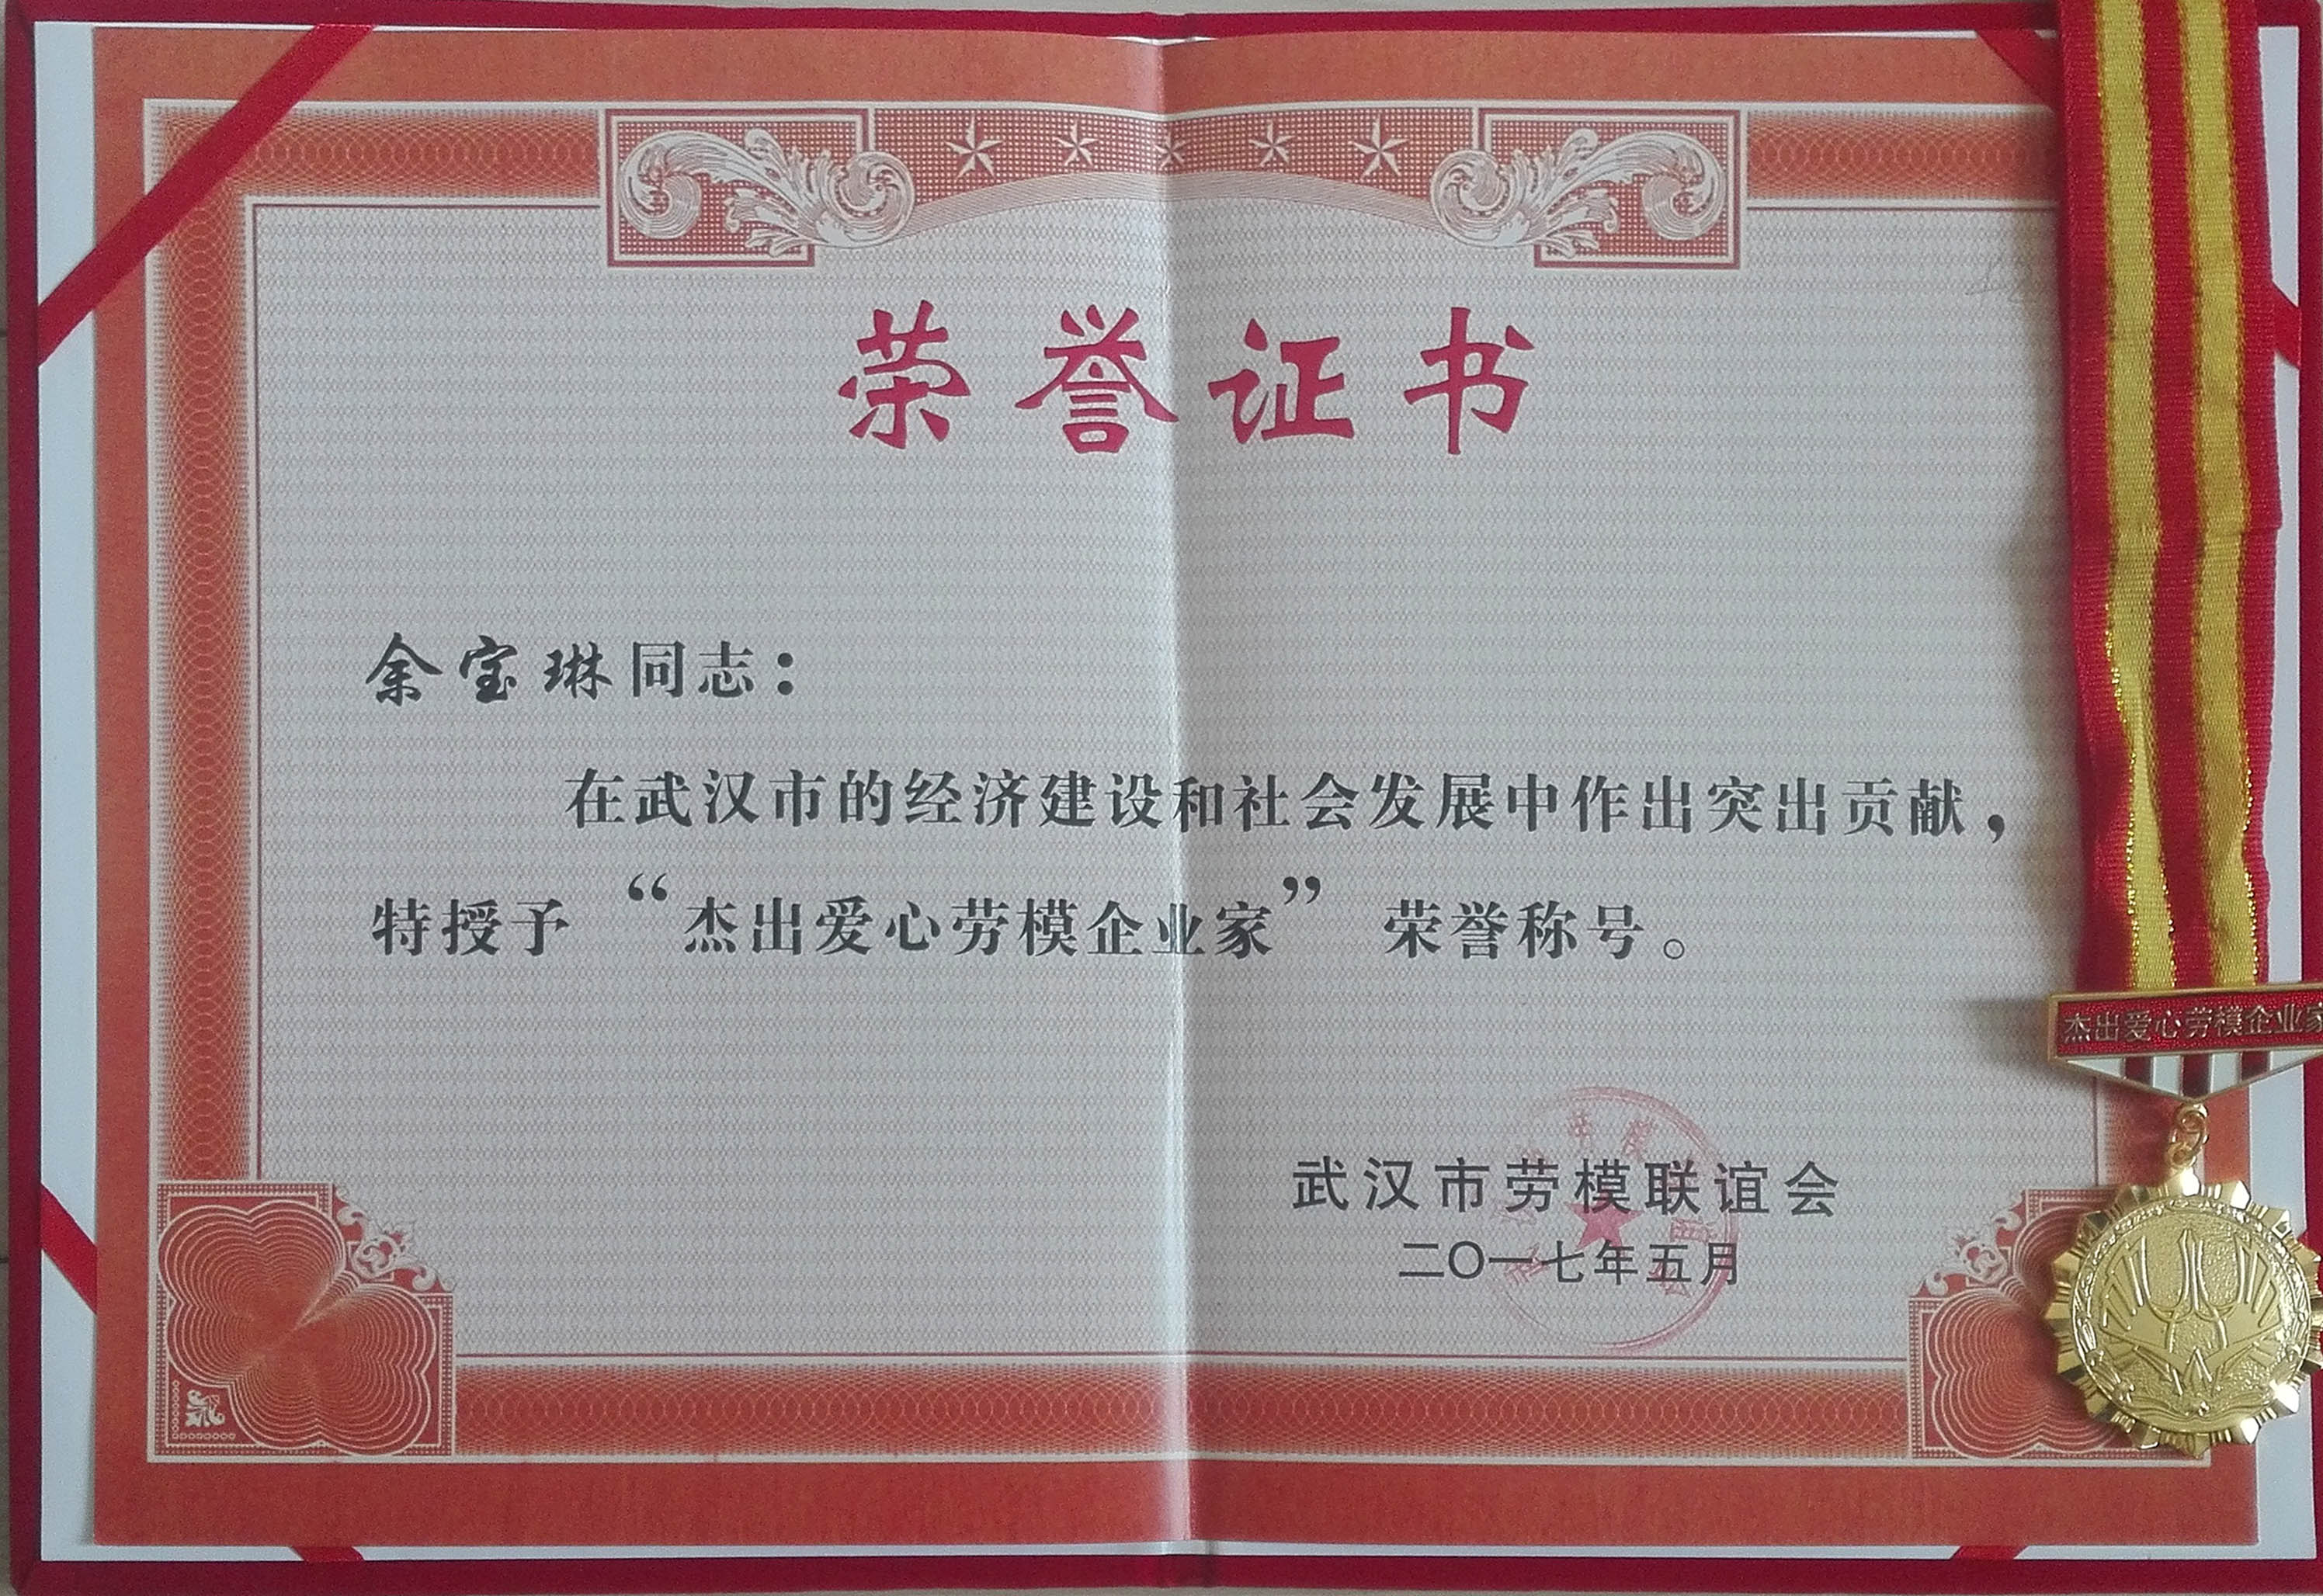 荣誉证书
余宝琳同志：
在武汉市的经济建设和社会发展中作出突出贡献，
特授予“杰出爱心劳模企业家”荣誉称号。
杰出爱心劳模企业家
武汉市劳模联谊会
二〇一七年五月